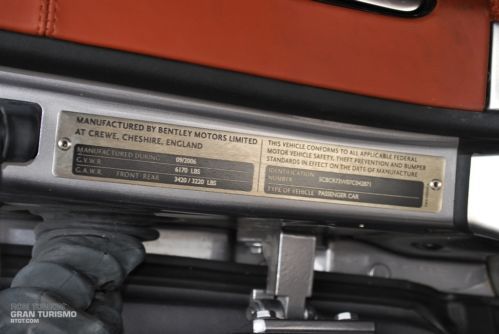 MANUFACTURED BY BENTLEY MOTORS LIMITED
AT CREWE, CHESHIRE, ENGLAND
MANUFACTURED DURING: 09/2006
G.V.W.R. 6170 LBS
G.A.W.R. FRONT/REAR 3420 / 3220 LBS
THIS VEHICLE CONFORMS TO ALL APPLICABLE FEDERAL
MOTOR VEHICLE SAFETY, THEFT PREVENTION AND BUMPER
STANDARDS IN EFFECT ON THE DATE OF MANUFACTURE
IDENTIFICATION
NUMBER
TYPE OF VEHICLE PASSENGER CAR
GRAN TURISMO